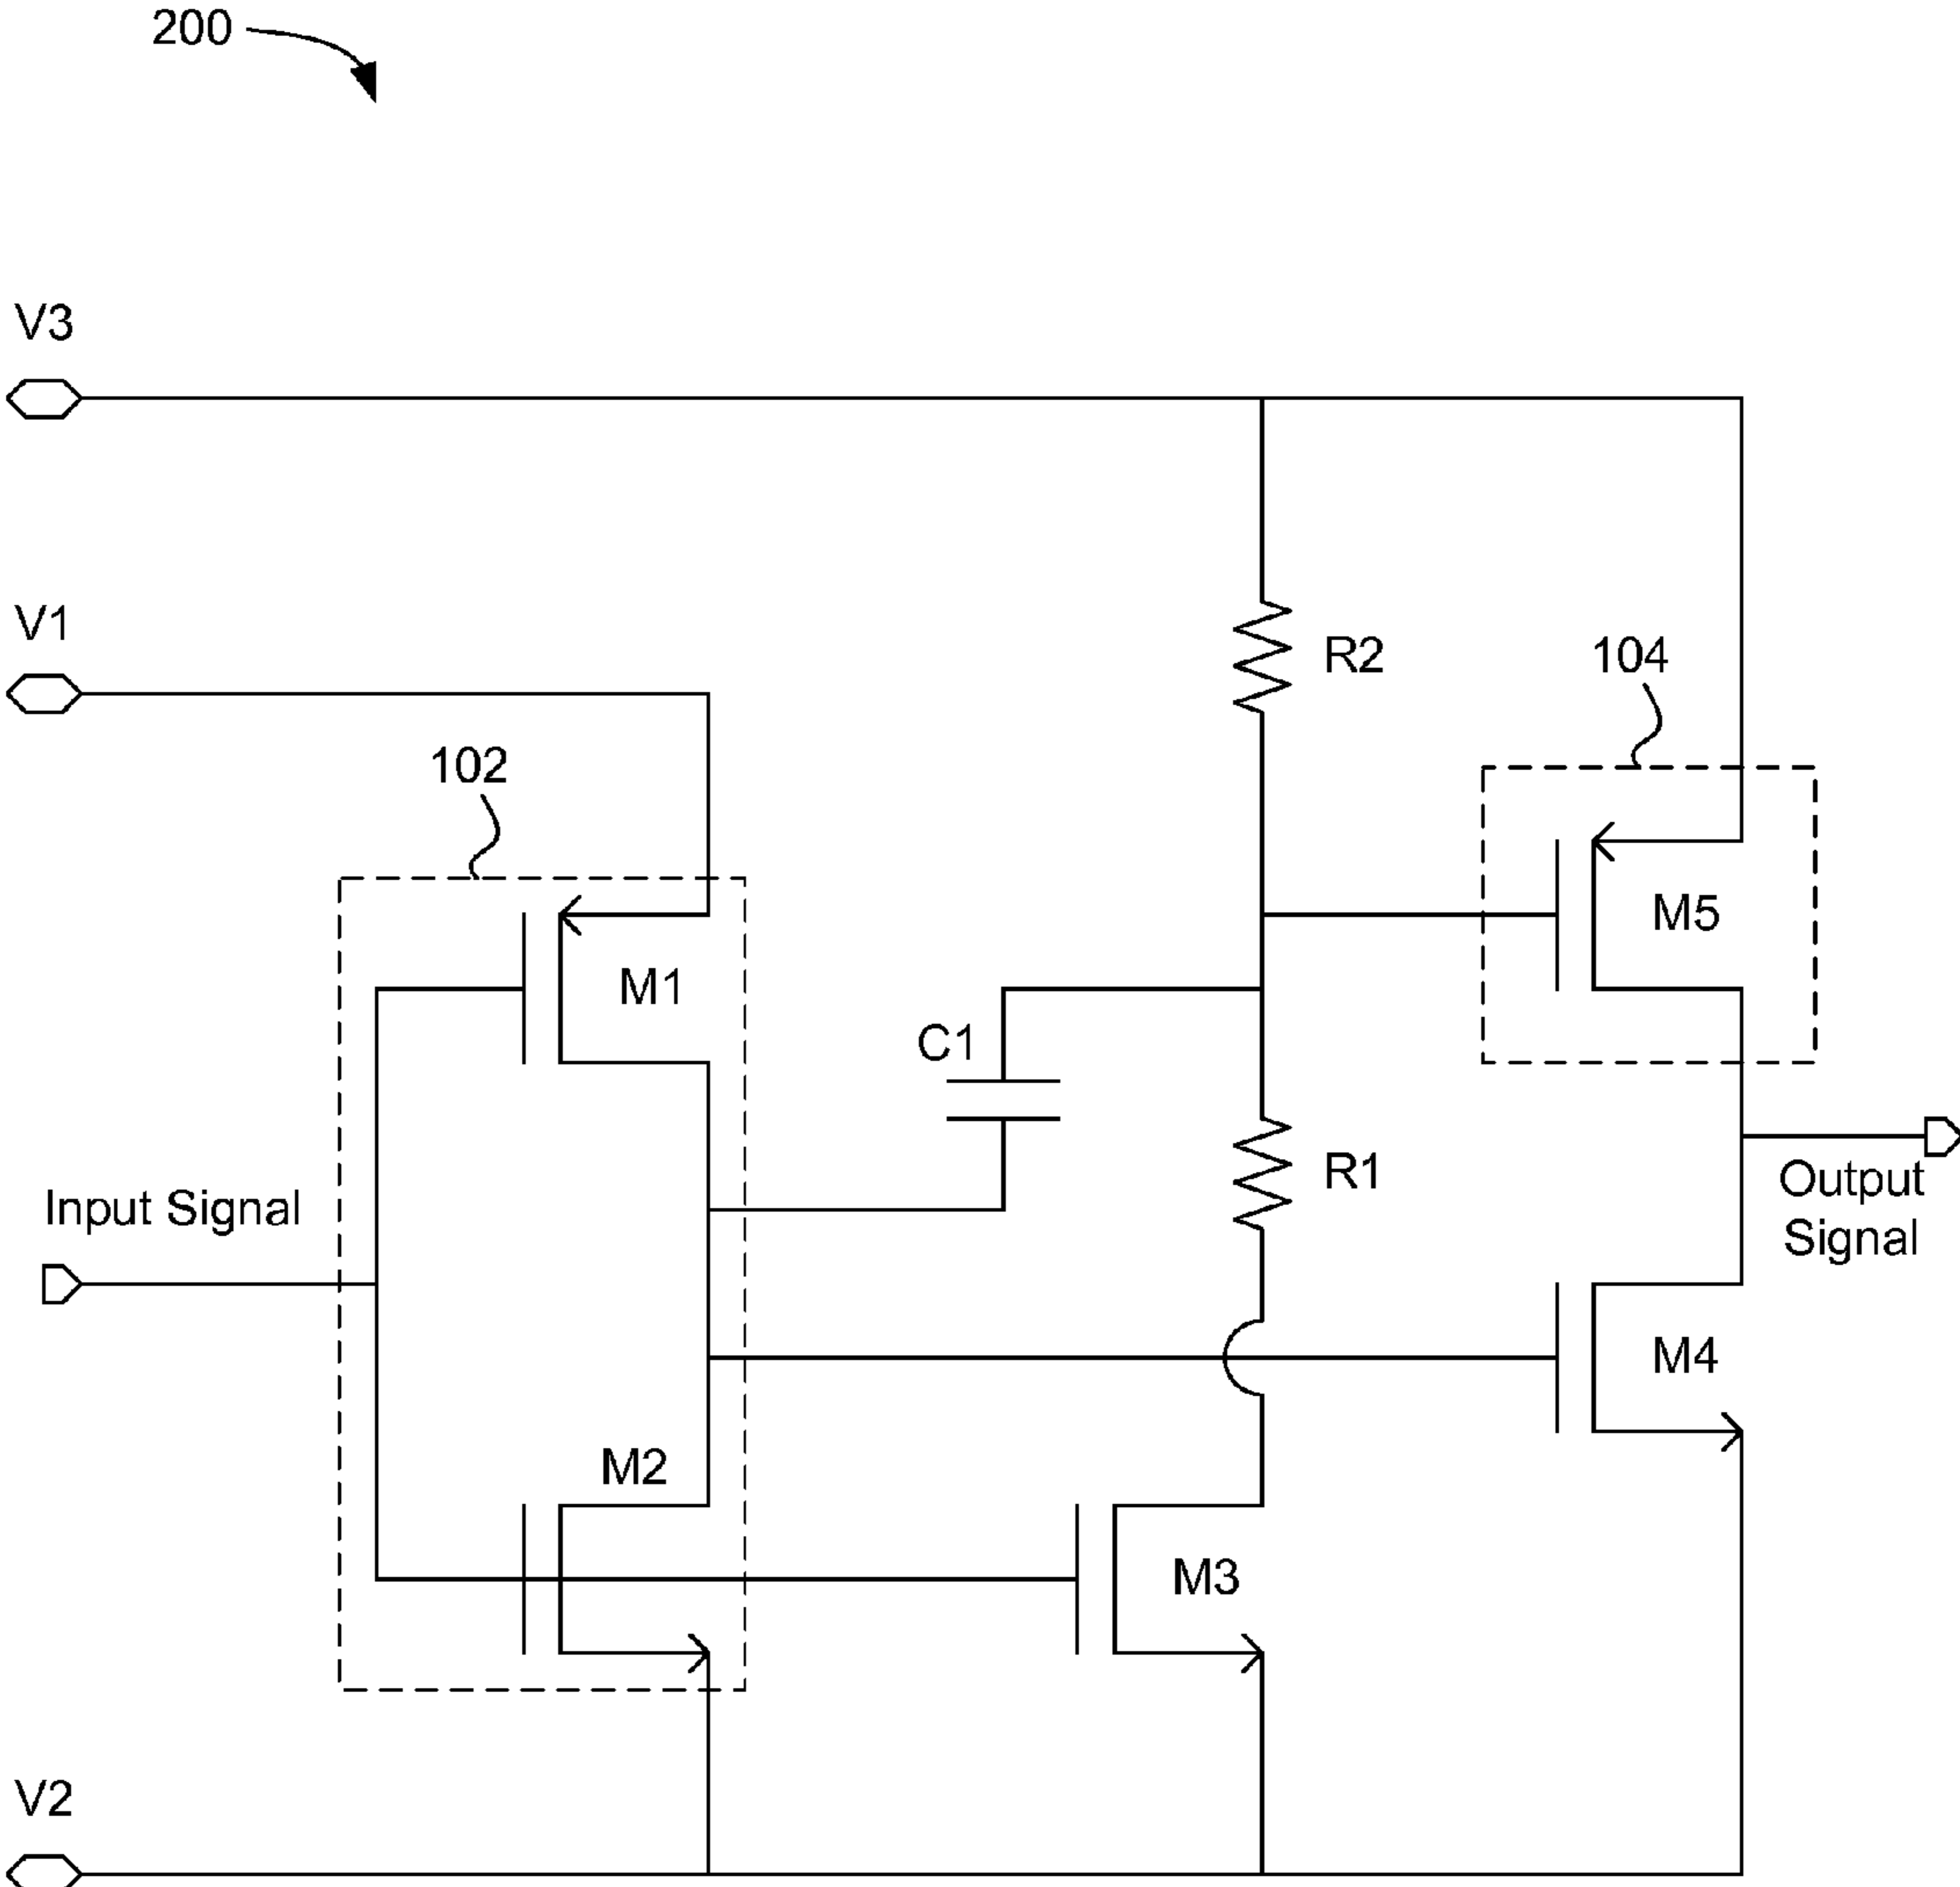 200
V3
V1
R2
104
102
M5
M1
C1
R1
Input Signal
Output
Signal
M4
M2
M3
V2